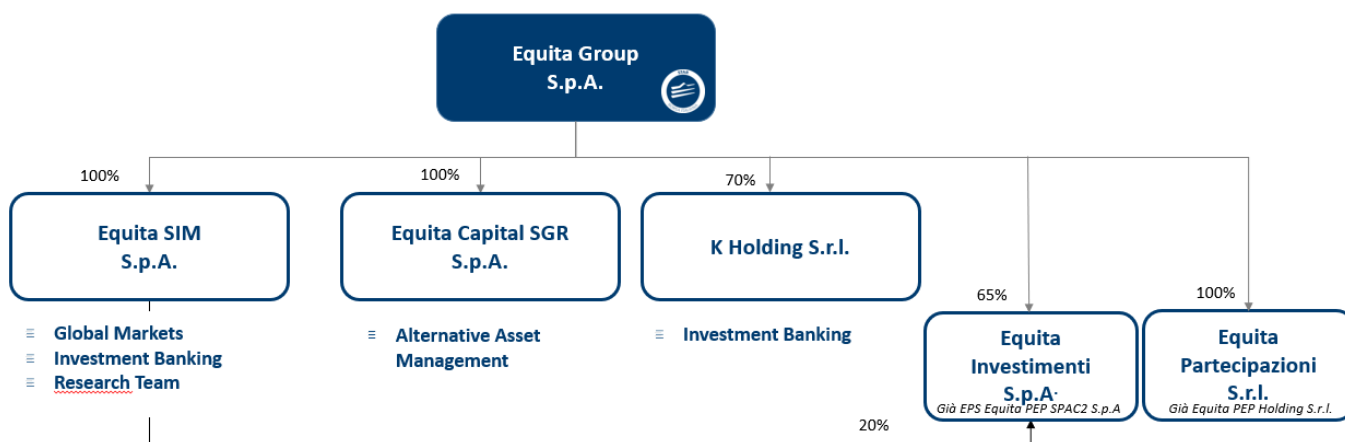 Equita Group
S.p.A.
100%
100%
70%
65%
100%
Equita SIM
S.p.A.
Equita Capital SGR
S.p.A.
K Holding S.r.l.
Equita
Investimenti
S.p.A.
Già EPS Equita PEP SPAC2 S.p.A
Equita
Partecipazioni
S.r.l.
Già Equita PEP Holding S.r.l.
Global Markets
Investment Banking
Research Team
Alternative Asset
Management
Investment Banking
20%